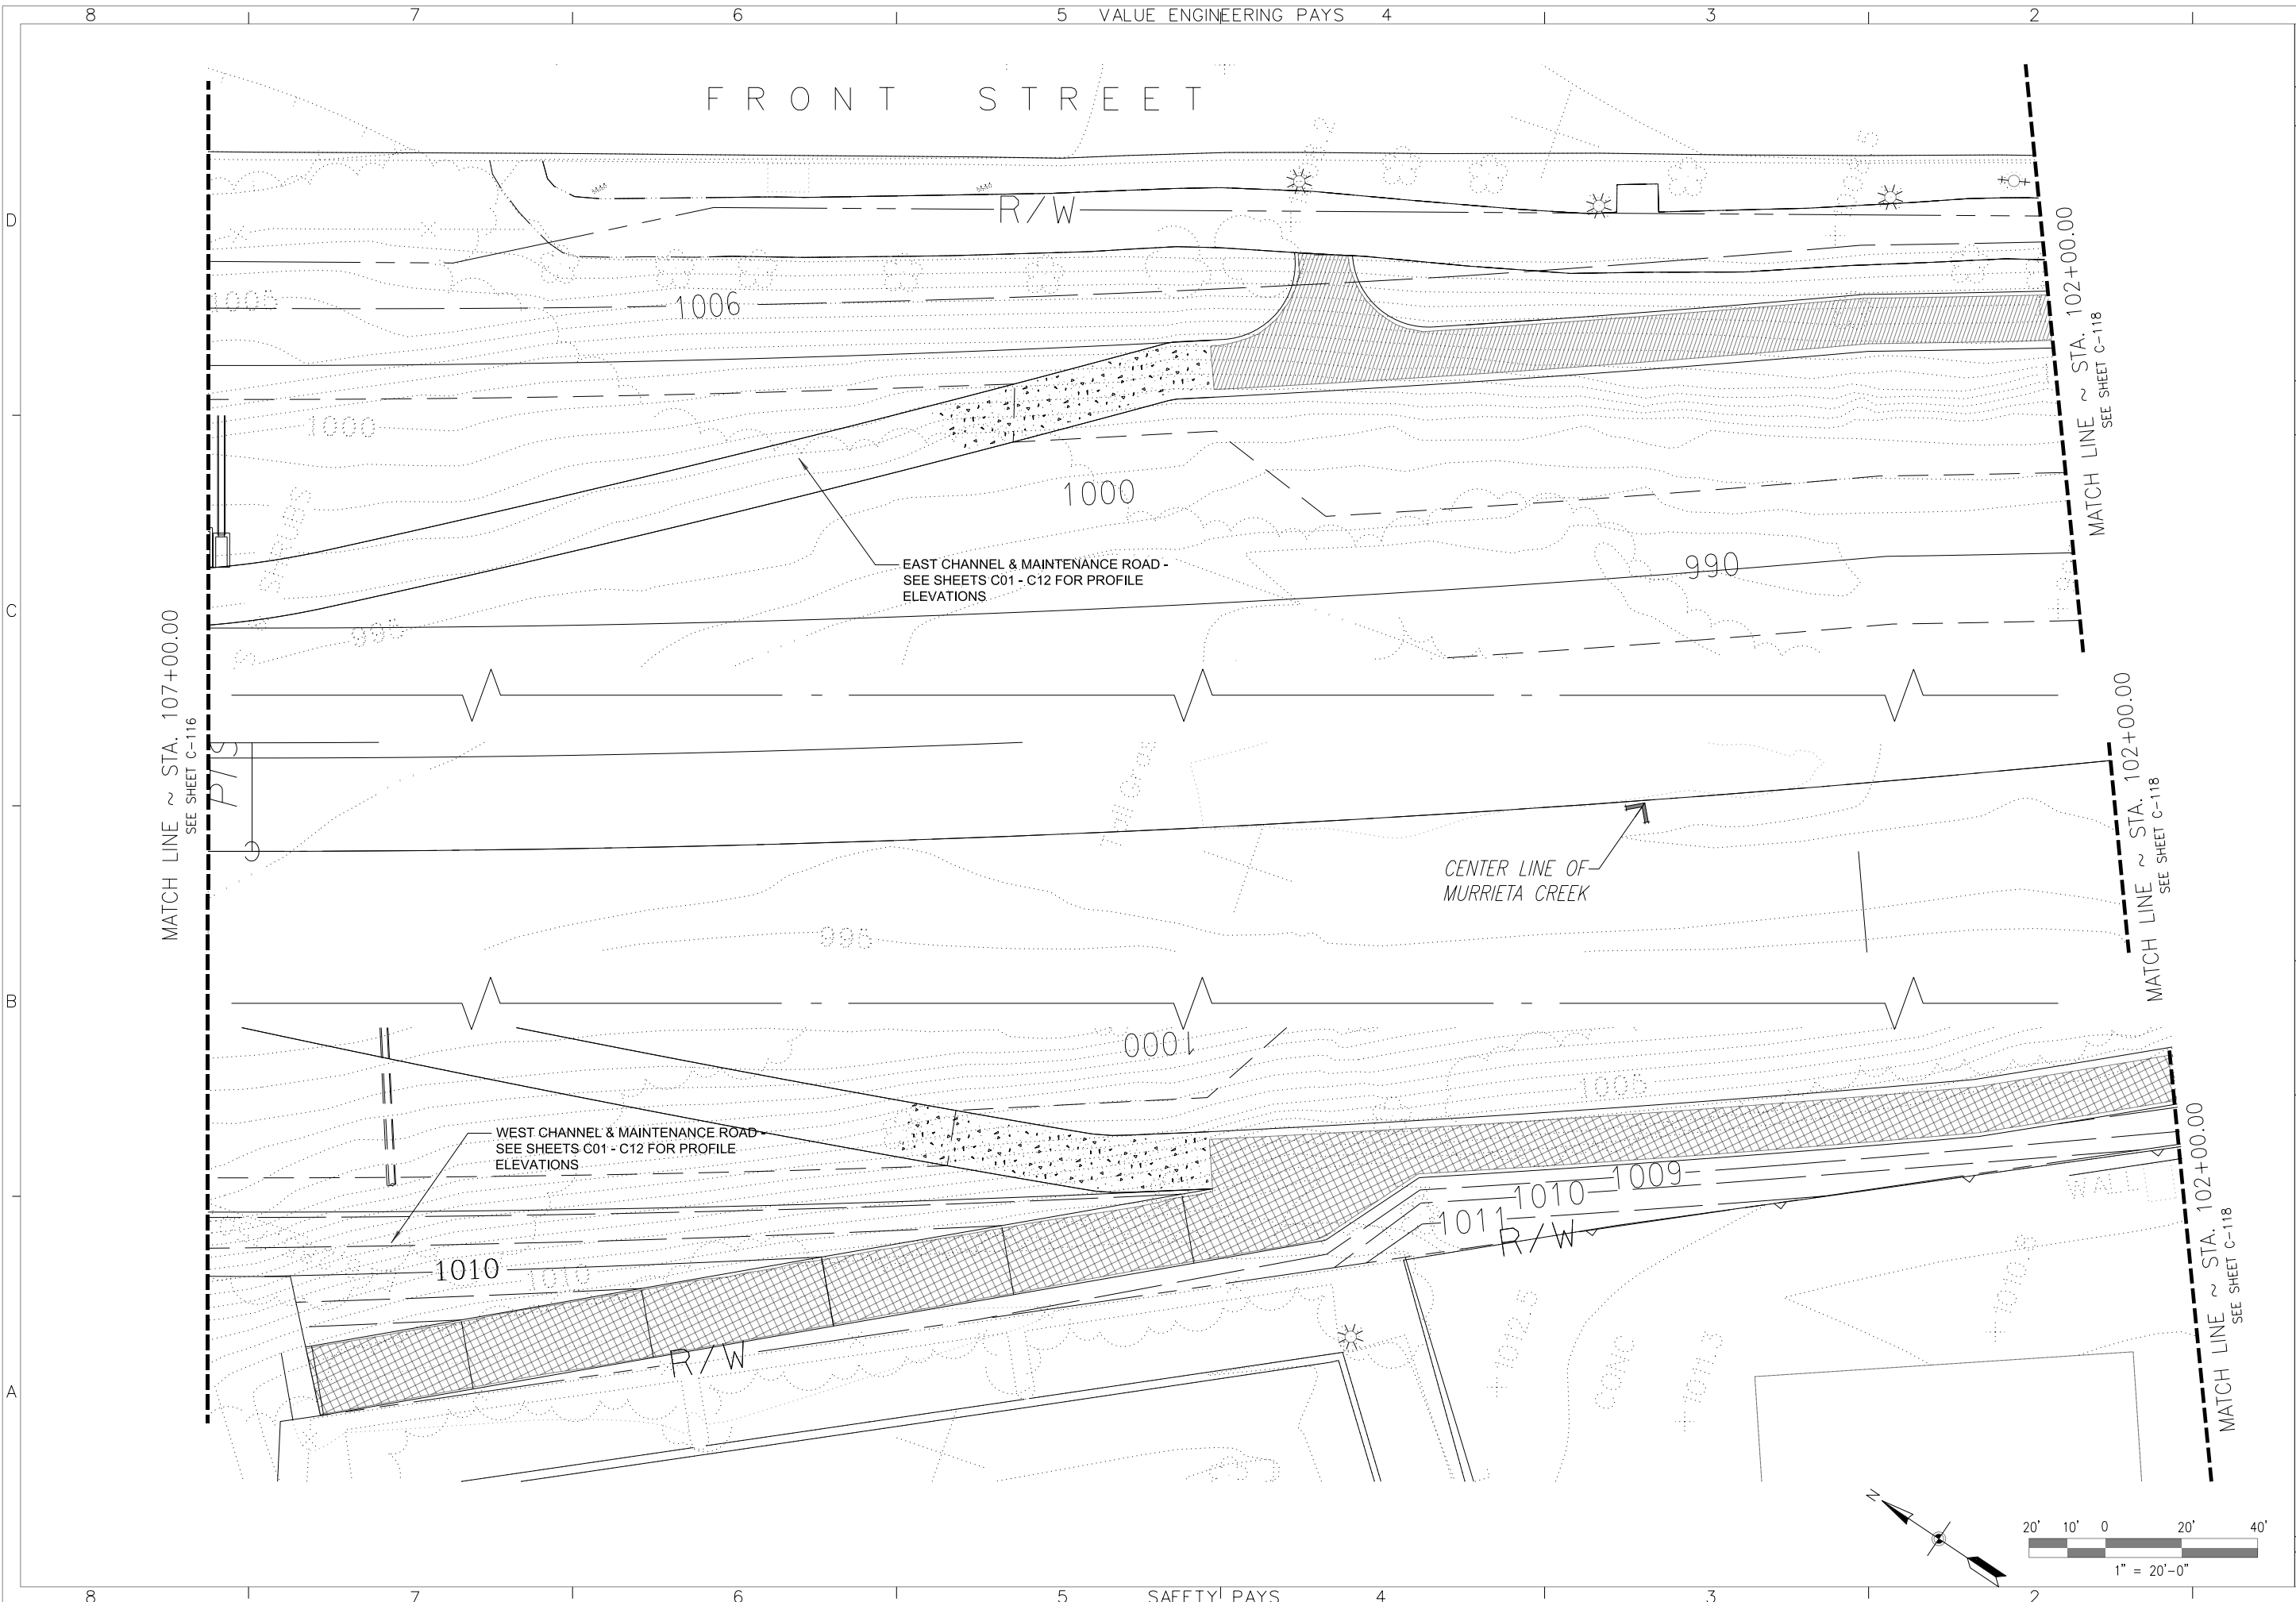 8 7 6 5 VALUE ENGINEERING PAYS 4 3 2
FRONT STREET
D
R/W
1005
1006
MATCH LINE ~ STA. 102+00.00
SEE SHEET C-118
1000
1000
990
EAST CHANNEL & MAINTENANCE ROAD -
SEE SHEETS C01 - C12 FOR PROFILE
ELEVATIONS
C
995
MATCH LINE ~ STA. 107+00.00
SEE SHEET C-116
MATCH LINE ~ STA. 102+00.00
SEE SHEET C-118
CENTER LINE OF
MURRIETA CREEK
995
B
1000
1005
WEST CHANNEL & MAINTENANCE ROAD -
SEE SHEETS C01 - C12 FOR PROFILE
ELEVATIONS
1009
1010
1011
R/W
WALL
MATCH LINE ~ STA. 102+00.00
SEE SHEET C-118
1010
1010
R/W
A
N
20' 10' 0 20' 40'
1" = 20'-0"
8 7 6 5 SAFETY PAYS 4 3 2